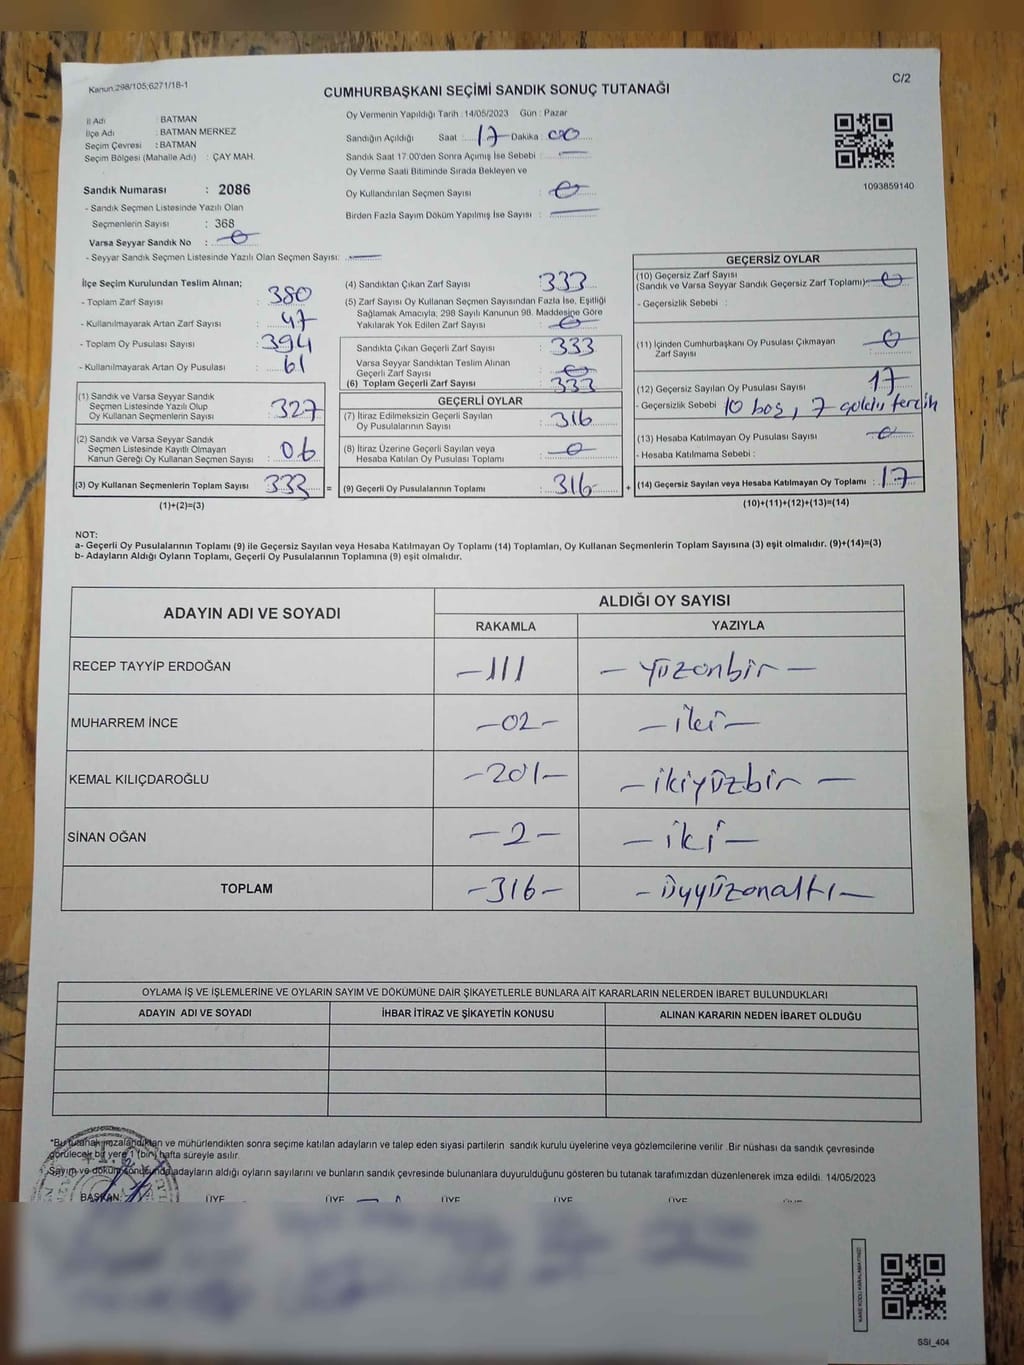 Kanun:298/105;6271/18-1
C/2
CUMHURBAŞKANI SEÇİMİ SANDIK SONUÇ TUTANAĞI
İl Adı : BATMAN
İlçe Adı : BATMAN MERKEZ
Seçim Çevresi : BATMAN
Seçim Bölgesi (Mahalle Adı) : ÇAY MAH.
Sandık Numarası : 2086
- Sandık Seçmen Listesinde Yazılı Olan
Seçmenlerin Sayısı : 368
Varsa Seyyar Sandık No : 0
- Seyyar Sandık Seçmen Listesinde Yazılı Olan Seçmen Sayısı: —
Oy Vermenin Yapıldığı Tarih : 14/05/2023 Gün : Pazar
Sandığın Açıldığı Saat : 17 Dakika : 00
Sandık Saat 17.00'den Sonra Açımış İse Sebebi : —
Oy Verme Saati Bitiminde Sırada Bekleyen ve
Oy Kullandırılan Seçmen Sayısı : 0
Birden Fazla Sayım Döküm Yapılmış İse Sayısı : —
1093859140
İlçe Seçim Kurulundan Teslim Alınan;
- Toplam Zarf Sayısı : 380
- Kullanılmayarak Artan Zarf Sayısı : 47
- Toplam Oy Pusulası Sayısı : 394
- Kullanılmayarak Artan Oy Pusulası : 61
(1) Sandık ve Varsa Seyyar Sandık
Seçmen Listesinde Yazılı Olup
Oy Kullanan Seçmenlerin Sayısı : 327
(2) Sandık ve Varsa Seyyar Sandık
Seçmen Listesinde Kayıtlı Olmayan
Kanun Gereği Oy Kullanan Seçmen Sayısı : 06
(3) Oy Kullanan Seçmenlerin Toplam Sayısı : 333 =
(1)+(2)=(3)
(4) Sandıktan Çıkan Zarf Sayısı : 333
(5) Zarf Sayısı Oy Kullanan Seçmen Sayısından Fazla İse, Eşitliği
Sağlamak Amacıyla, 298 Sayılı Kanunun 98. Maddesine Göre
Yakılarak Yok Edilen Zarf Sayısı : 0
Sandıkta Çıkan Geçerli Zarf Sayısı : 333
Varsa Seyyar Sandıktan Teslim Alınan
Geçerli Zarf Sayısı : 0
(6) Toplam Geçerli Zarf Sayısı : 333
GEÇERLİ OYLAR
(7) İtiraz Edilmeksizin Geçerli Sayılan
Oy Pusulalarının Sayısı : 316
(8) İtiraz Üzerine Geçerli Sayılan veya
Hesaba Katılan Oy Pusulası Toplamı : 0
(9) Geçerli Oy Pusulalarının Toplamı : 316 +
GEÇERSİZ OYLAR
(10) Geçersiz Zarf Sayısı
(Sandık ve Varsa Seyyar Sandık Geçersiz Zarf Toplamı) : 0
- Geçersizlik Sebebi :
(11) İçinden Cumhurbaşkanı Oy Pusulası Çıkmayan
Zarf Sayısı : 0
(12) Geçersiz Sayılan Oy Pusulası Sayısı : 17
- Geçersizlik Sebebi : 10 boş, 7 çoklu tercih
(13) Hesaba Katılmayan Oy Pusulası Sayısı : 0
- Hesaba Katılmama Sebebi :
(14) Geçersiz Sayılan veya Hesaba Katılmayan Oy Toplamı : 17
(10)+(11)+(12)+(13)=(14)
NOT:
a- Geçerli Oy Pusulalarının Toplamı (9) ile Geçersiz Sayılan veya Hesaba Katılmayan Oy Toplamı (14) Toplamları, Oy Kullanan Seçmenlerin Toplam Sayısına (3) eşit olmalıdır. (9)+(14)=(3)
b- Adayların Aldığı Oyların Toplamı, Geçerli Oy Pusulalarının Toplamına (9) eşit olmalıdır.
ADAYIN ADI VE SOYADI
ALDIĞI OY SAYISI
RAKAMLA YAZIYLA
RECEP TAYYİP ERDOĞAN -111 - yüzonbir -
MUHARREM İNCE -02- - iki -
KEMAL KILIÇDAROĞLU -201- - ikiyüzbir -
SİNAN OĞAN -2- - iki -
TOPLAM -316- - üyyüzonaltı -
OYLAMA İŞ VE İŞLEMLERİNE VE OYLARIN SAYIM VE DÖKÜMÜNE DAİR ŞİKAYETLERLE BUNLARA AİT KARARLARIN NELERDEN İBARET BULUNDUKLARI
ADAYIN ADI VE SOYADI İHBAR İTİRAZ VE ŞİKAYETİN KONUSU ALINAN KARARIN NEDEN İBARET OLDUĞU
*Bu tutanak imzalandıktan ve mühürlendikten sonra seçime katılan adayların ve talep eden siyasi partilerin sandık kurulu üyelerine veya gözlemcilerine verilir .Bir nüshası da sandık çevresinde
görülecek bir yere 1 (bir) hafta süreyle asılır.
Sayım ve döküm sonucunda adayların aldığı oyların sayılarını ve bunların sandık çevresinde bulunanlara duyurulduğunu gösteren bu tutanak tarafımızdan düzenlenerek imza edildi. 14/05/2023
BAŞKAN: ÜYE ÜYE ÜYE ÜYE ÜYE ÜYE
KARE KODU KARALAMAYINIZ!
SSI_404